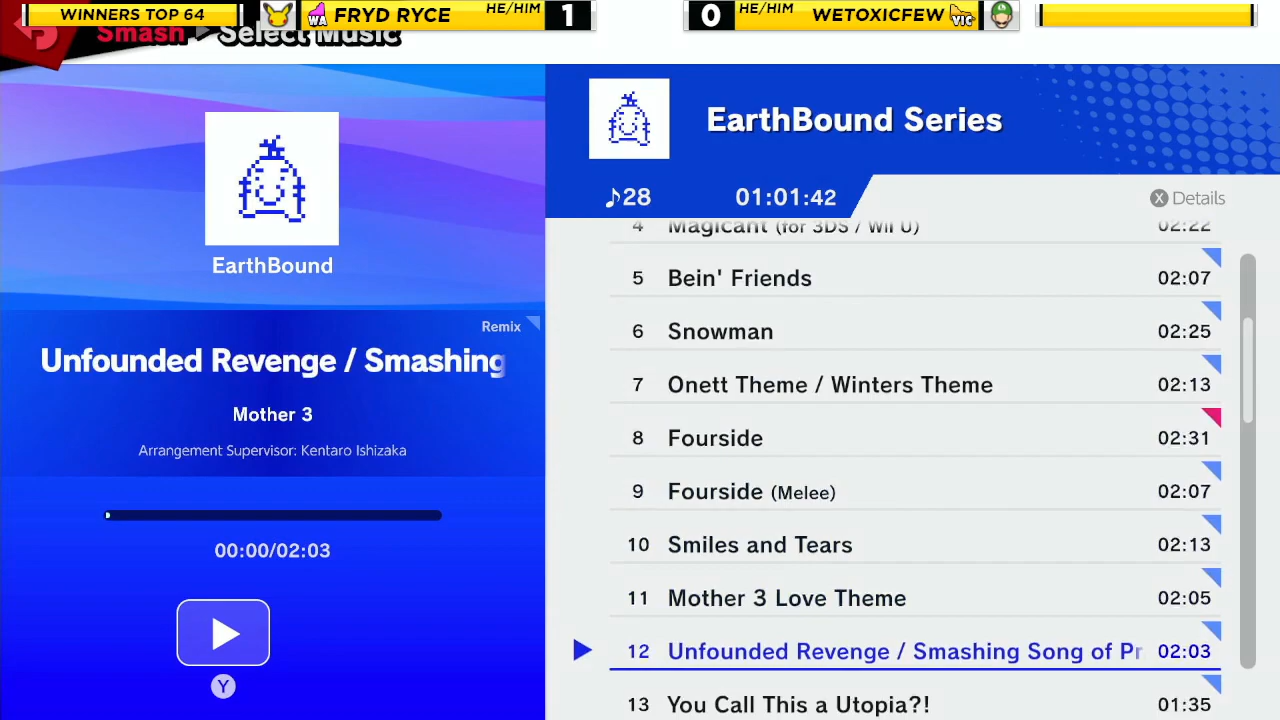 WINNERS TOP 64
WA FRYD RYCE HE/HIM 1
0 HE/HIM WETOXICFEW VIC
Smash ▶ Select Music
EarthBound
Remix
Unfounded Revenge / Smashing
Mother 3
Arrangement Supervisor: Kentaro Ishizaka
00:00/02:03
Y
EarthBound Series
♪28 01:01:42
X Details
4 Magicant (for 3DS / Wii U) 02:22
5 Bein' Friends 02:07
6 Snowman 02:25
7 Onett Theme / Winters Theme 02:13
8 Fourside 02:31
9 Fourside (Melee) 02:07
10 Smiles and Tears 02:13
11 Mother 3 Love Theme 02:05
12 Unfounded Revenge / Smashing Song of Pr 02:03
13 You Call This a Utopia?! 01:35